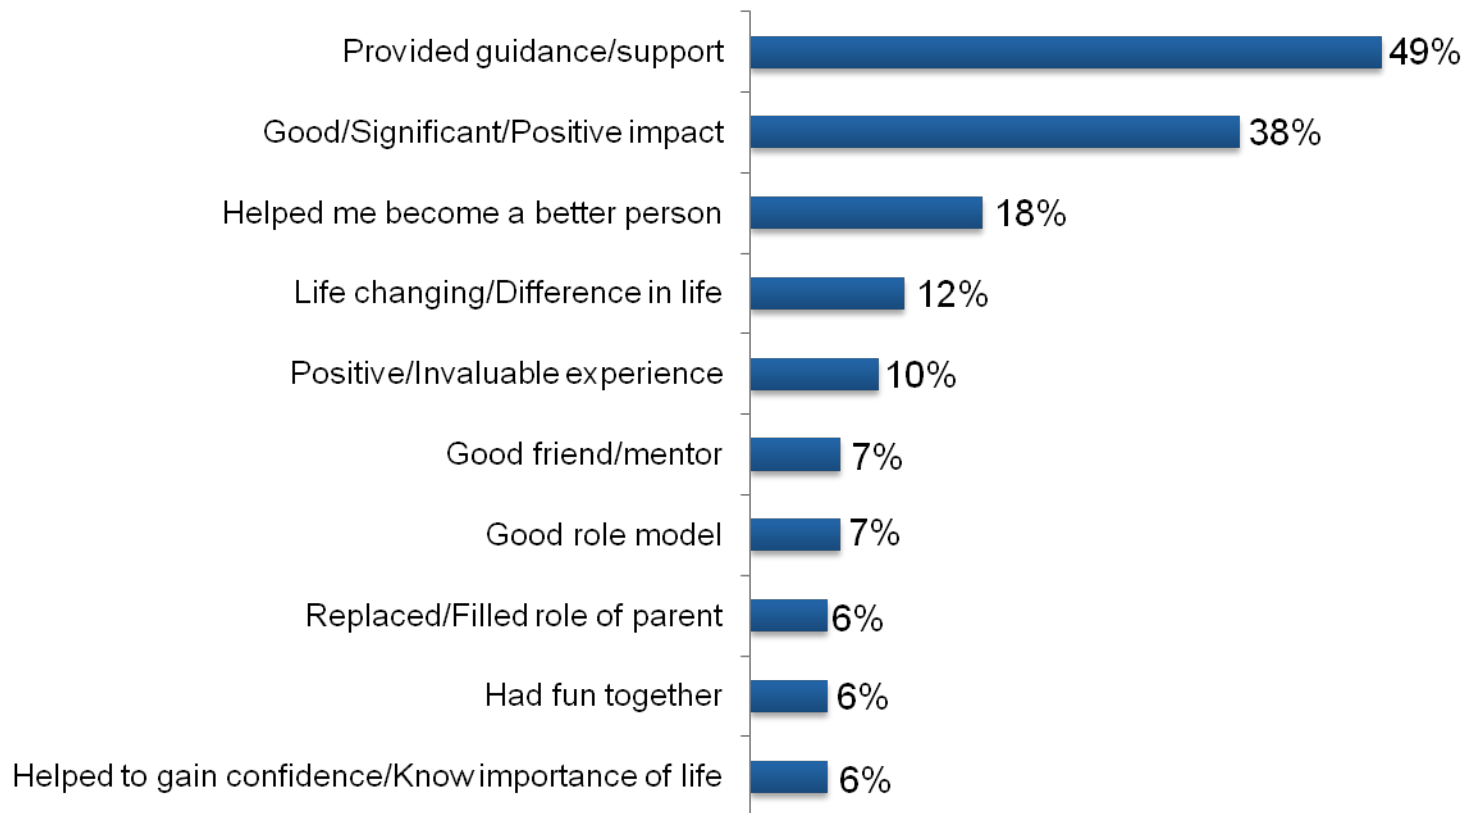 Provided guidance/support 49%
Good/Significant/Positive impact 38%
Helped me become a better person 18%
Life changing/Difference in life 12%
Positive/Invaluable experience 10%
Good friend/mentor 7%
Good role model 7%
Replaced/Filled role of parent 6%
Had fun together 6%
Helped to gain confidence/Know importance of life 6%